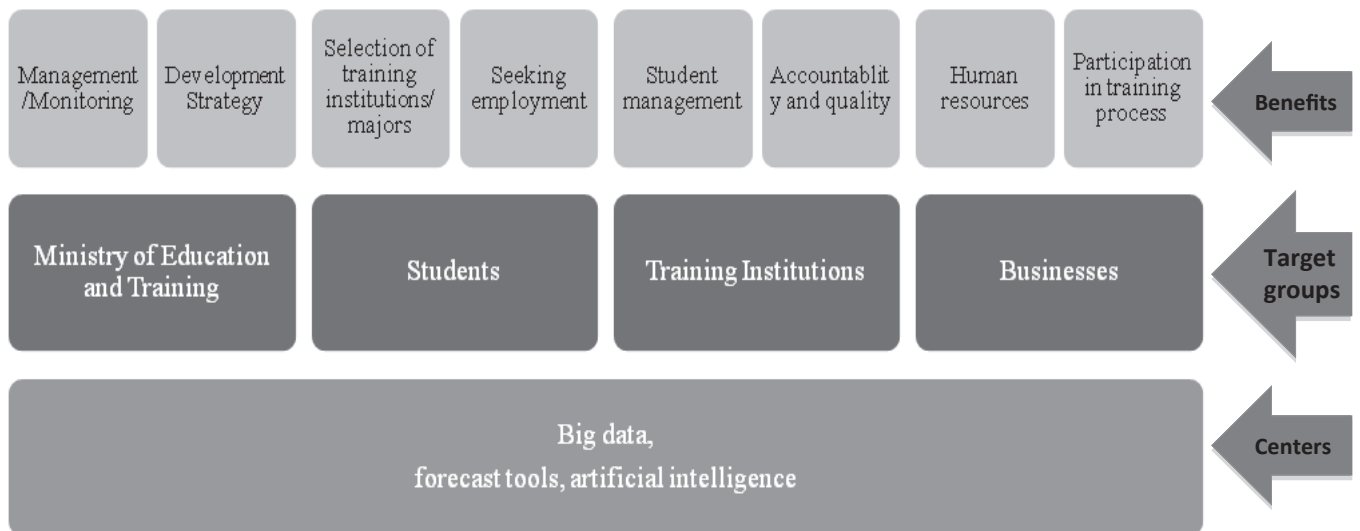 Management
/Monitoring
Development
Strategy
Selection of
training
institutions/
majors
Seeking
employment
Student
management
Accountablit
y and quality
Human
resources
Participation
in training
process
Benefits
Ministry of Education
and Training
Students
Training Institutions
Businesses
Target
groups
Big data,
forecast tools, artificial intelligence
Centers